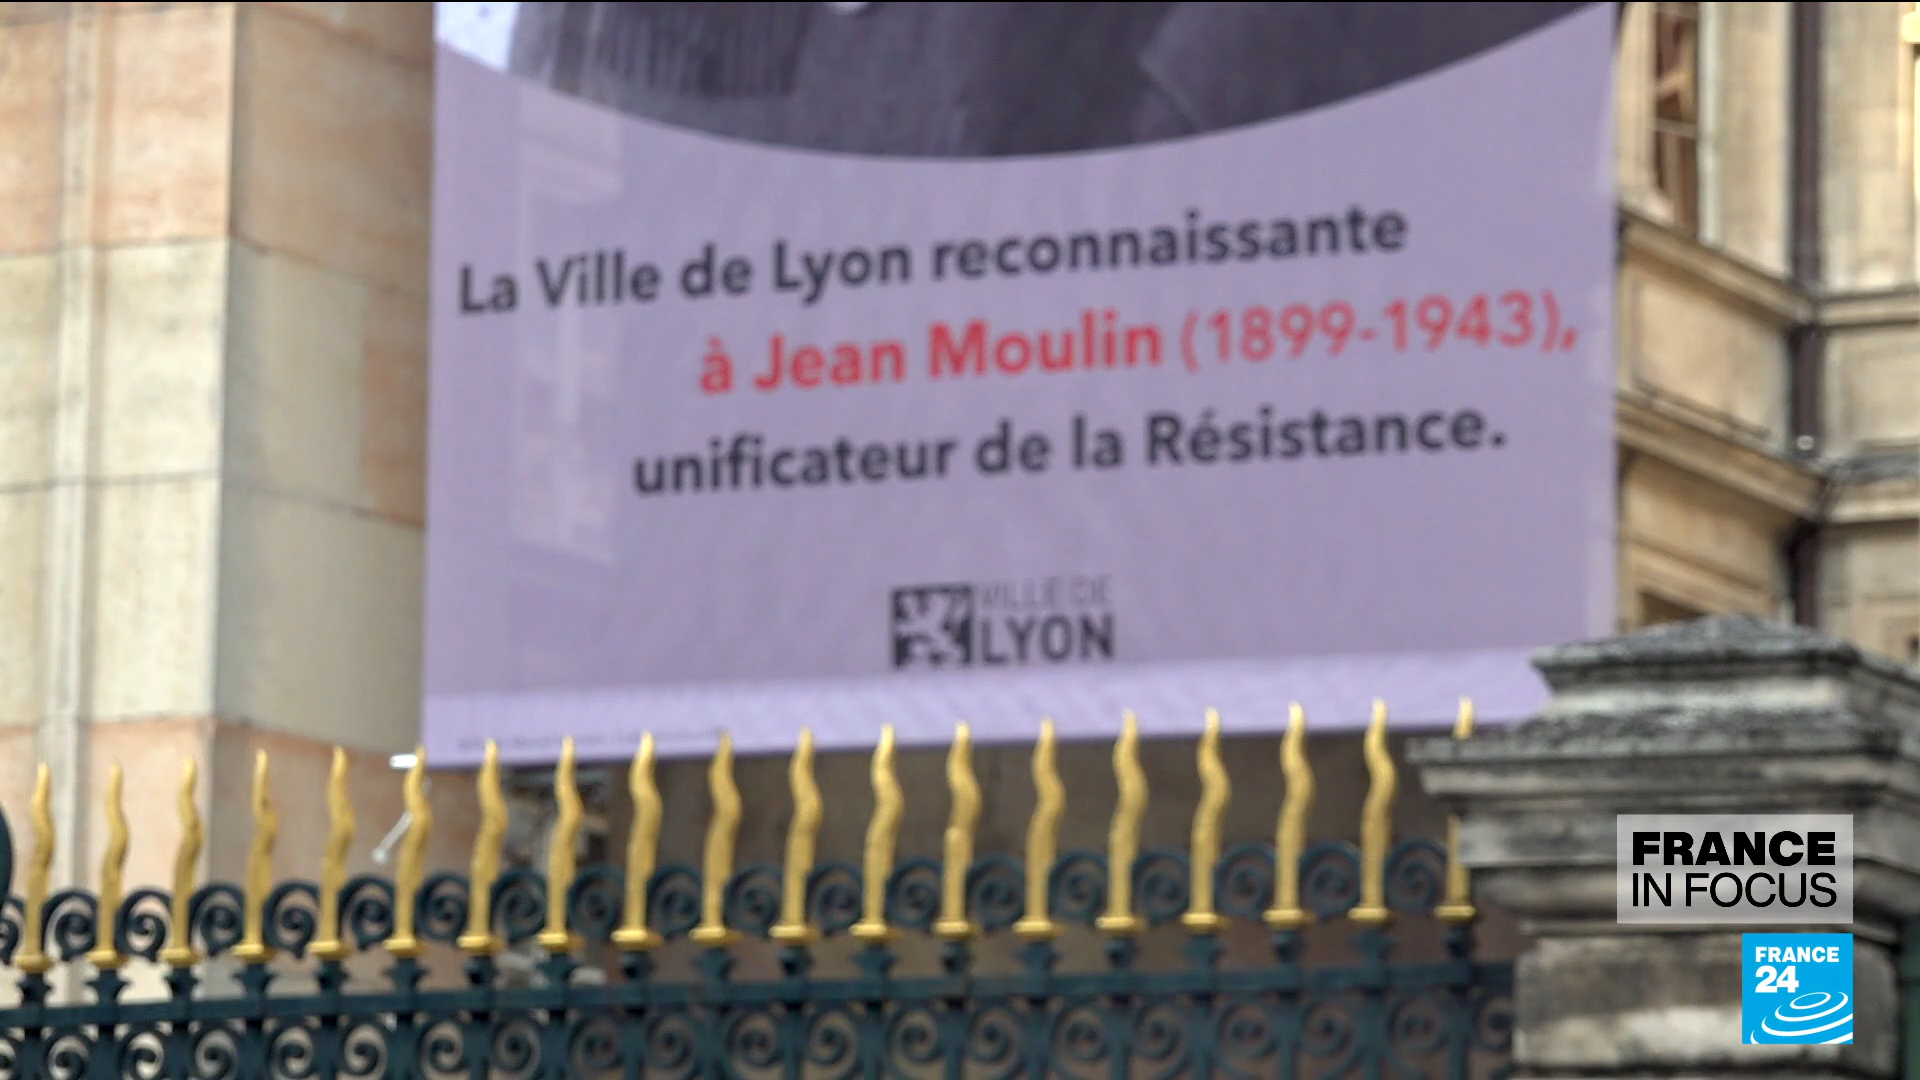 La Ville de Lyon reconnaissante
à Jean Moulin (1899-1943),
unificateur de la Résistance.
VILLE DE
LYON
FRANCE
IN FOCUS
FRANCE
24